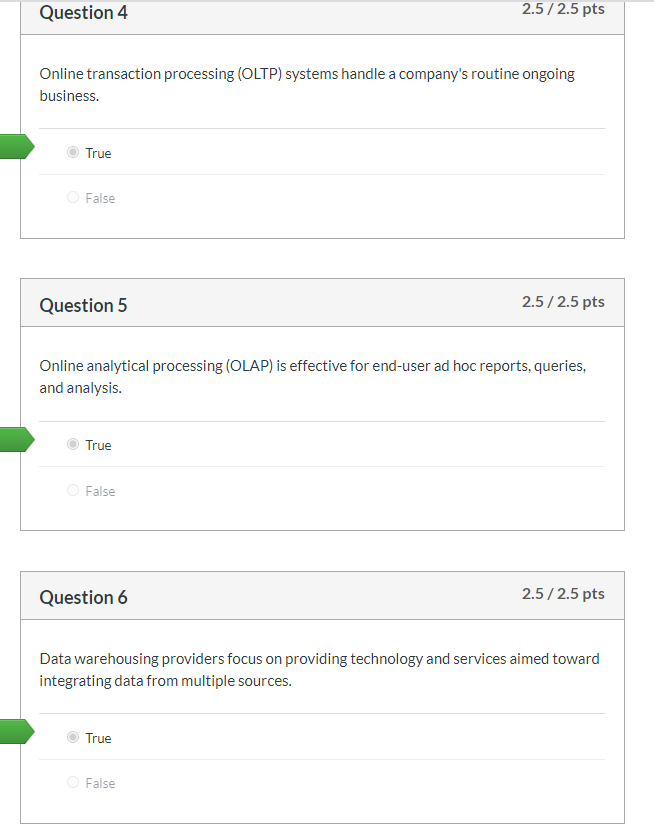 Question 4
2.5 / 2.5 pts
Online transaction processing (OLTP) systems handle a company's routine ongoing
business.
True
False
Question 5
2.5 / 2.5 pts
Online analytical processing (OLAP) is effective for end-user ad hoc reports, queries,
and analysis.
True
False
Question 6
2.5 / 2.5 pts
Data warehousing providers focus on providing technology and services aimed toward
integrating data from multiple sources.
True
False